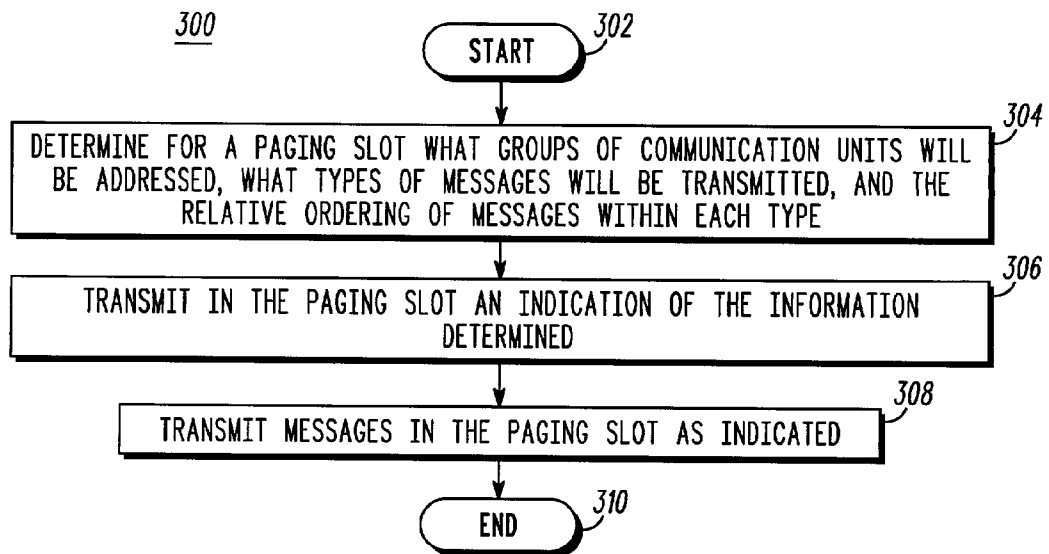 300
START
302
DETERMINE FOR A PAGING SLOT WHAT GROUPS OF COMMUNICATION UNITS WILL
BE ADDRESSED, WHAT TYPES OF MESSAGES WILL BE TRANSMITTED, AND THE
RELATIVE ORDERING OF MESSAGES WITHIN EACH TYPE
304
TRANSMIT IN THE PAGING SLOT AN INDICATION OF THE INFORMATION
DETERMINED
306
TRANSMIT MESSAGES IN THE PAGING SLOT AS INDICATED
308
END
310